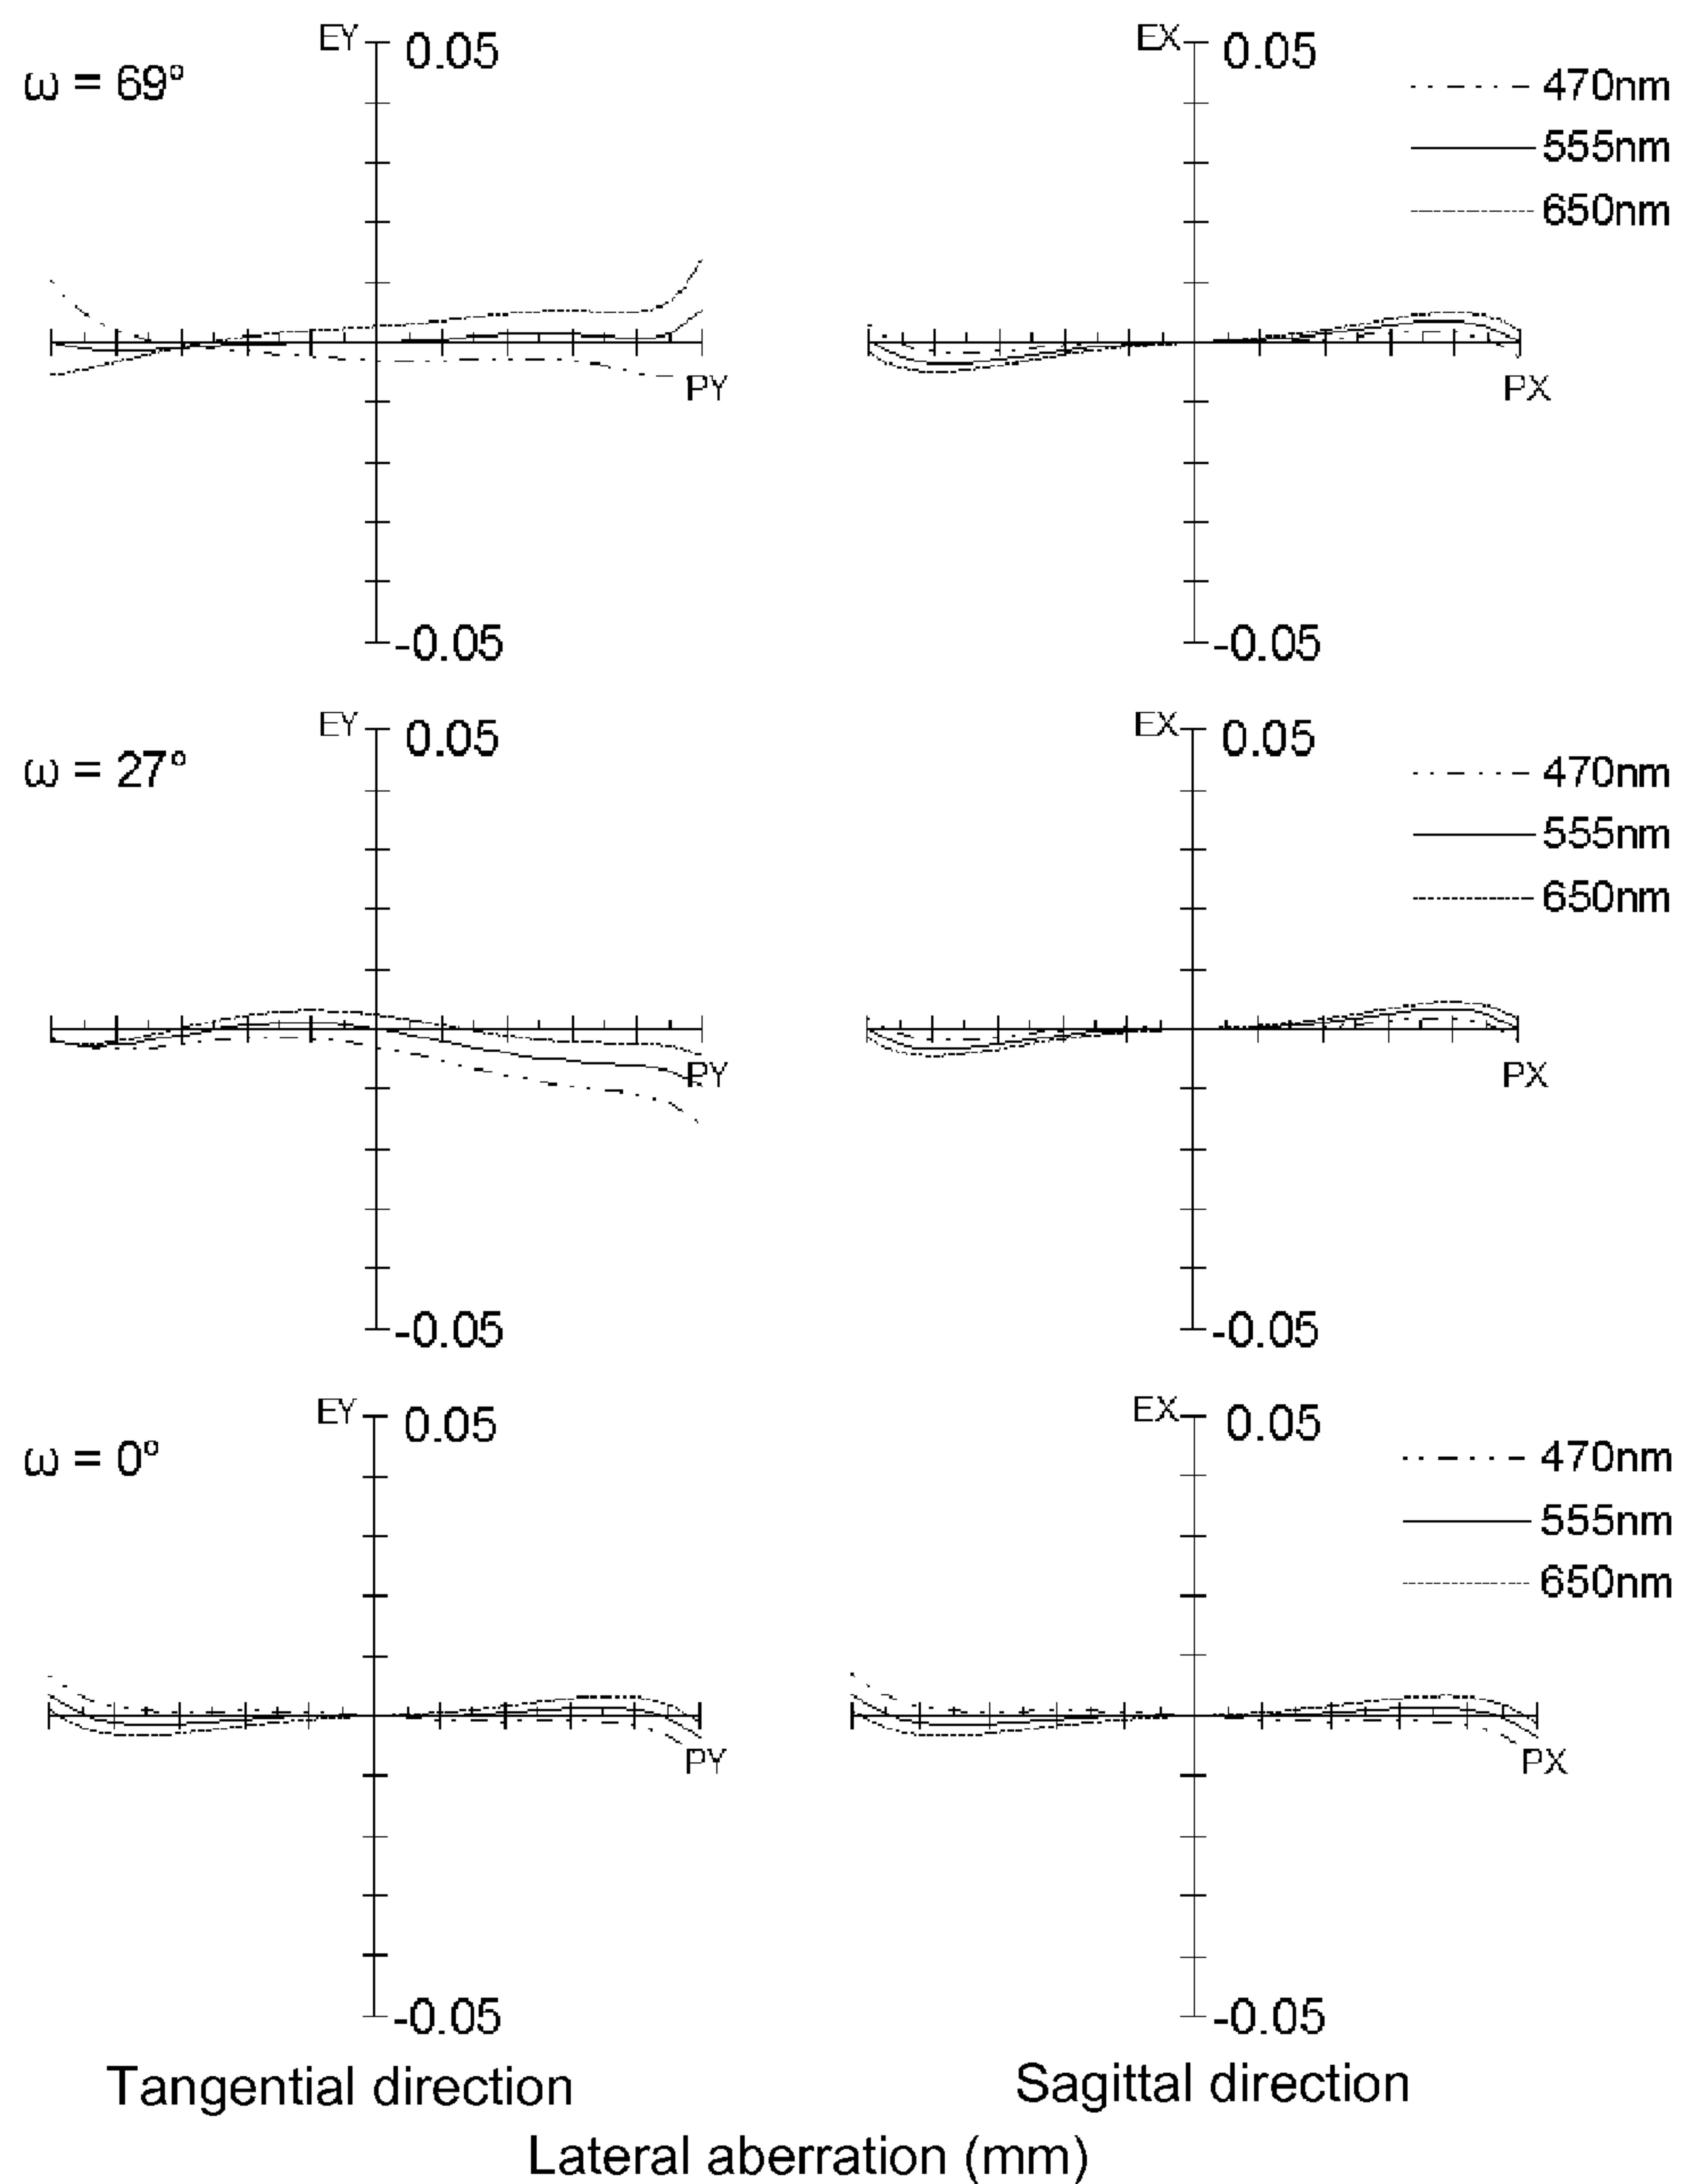 EY 0.05 EX 0.05
ω = 69°
470nm
555nm
650nm
PY PX
-0.05 -0.05
EY 0.05 EX 0.05
ω = 27°
470nm
555nm
650nm
PY PX
-0.05 -0.05
EY 0.05 EX 0.05
ω = 0°
470nm
555nm
650nm
PY PX
-0.05 -0.05
Tangential direction Sagittal direction
Lateral aberration (mm)